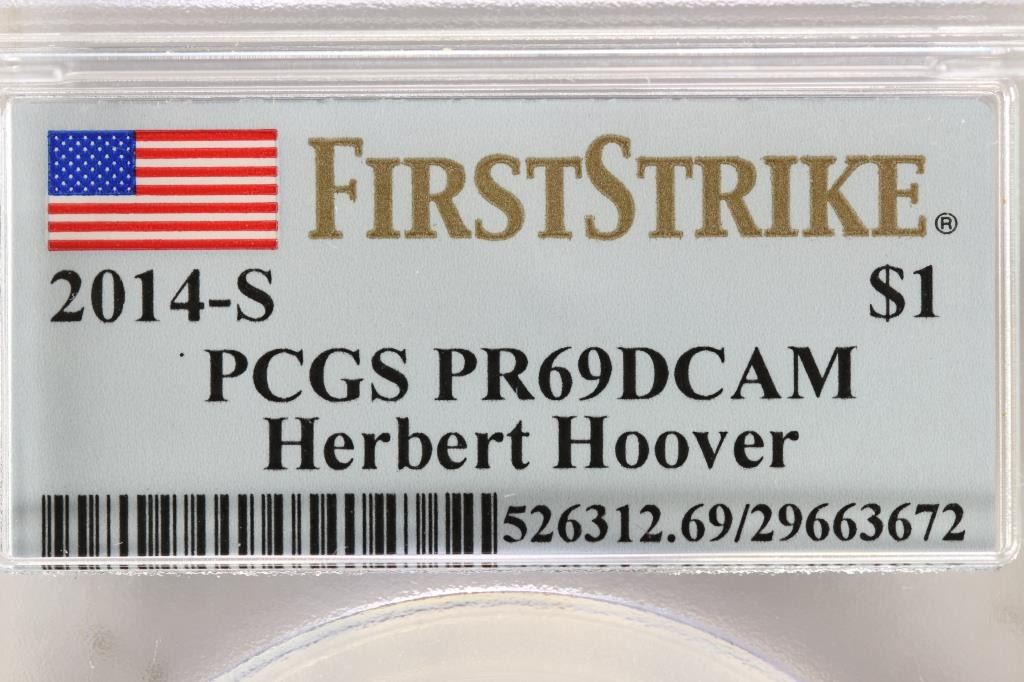 FIRSTSTRIKE®
2014-S $1
PCGS PR69DCAM
Herbert Hoover
526312.69/29663672